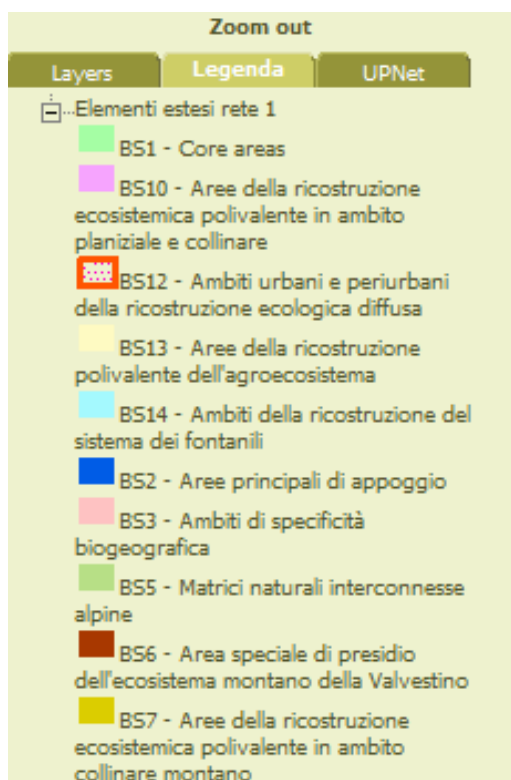 Zoom out
Layers Legenda UPNet
Elementi estesi rete 1
BS1 - Core areas
BS10 - Aree della ricostruzione
ecosistemica polivalente in ambito
planiziale e collinare
BS12 - Ambiti urbani e periurbani
della ricostruzione ecologica diffusa
BS13 - Aree della ricostruzione
polivalente dell'agroecosistema
BS14 - Ambiti della ricostruzione del
sistema dei fontanili
BS2 - Aree principali di appoggio
BS3 - Ambiti di specificità
biogeografica
BS5 - Matrici naturali interconnesse
alpine
BS6 - Area speciale di presidio
dell'ecosistema montano della Valvestino
BS7 - Aree della ricostruzione
ecosistemica polivalente in ambito
collinare montano